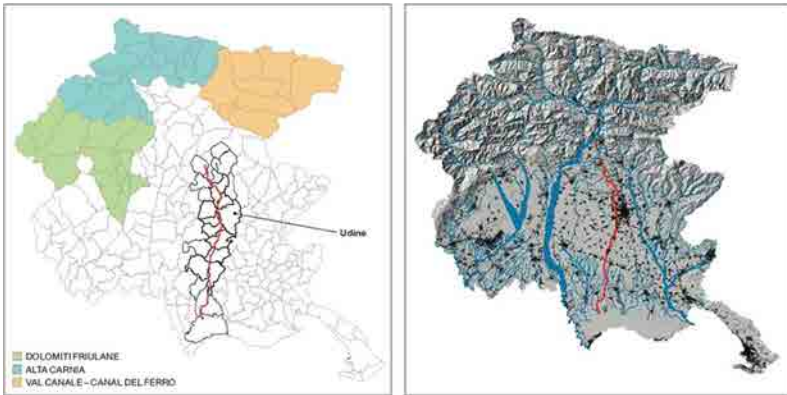 Udine
DOLOMITI FRIULANE
ALTA CARNIA
VAL CANALE – CANAL DEL FERRO